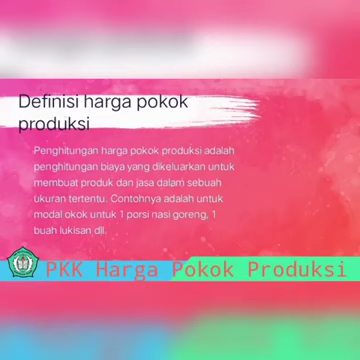 Definisi harga pokok
produksi
Penghitungan harga pokok produksi adalah
penghitungan biaya yang dikeluarkan untuk
membuat produk dan jasa dalam sebuah
ukuran tertentu. Contohnya adalah untuk
modal okok untuk 1 porsi nasi goreng, 1
buah lukisan dll.
PKK Harga Pokok Produksi